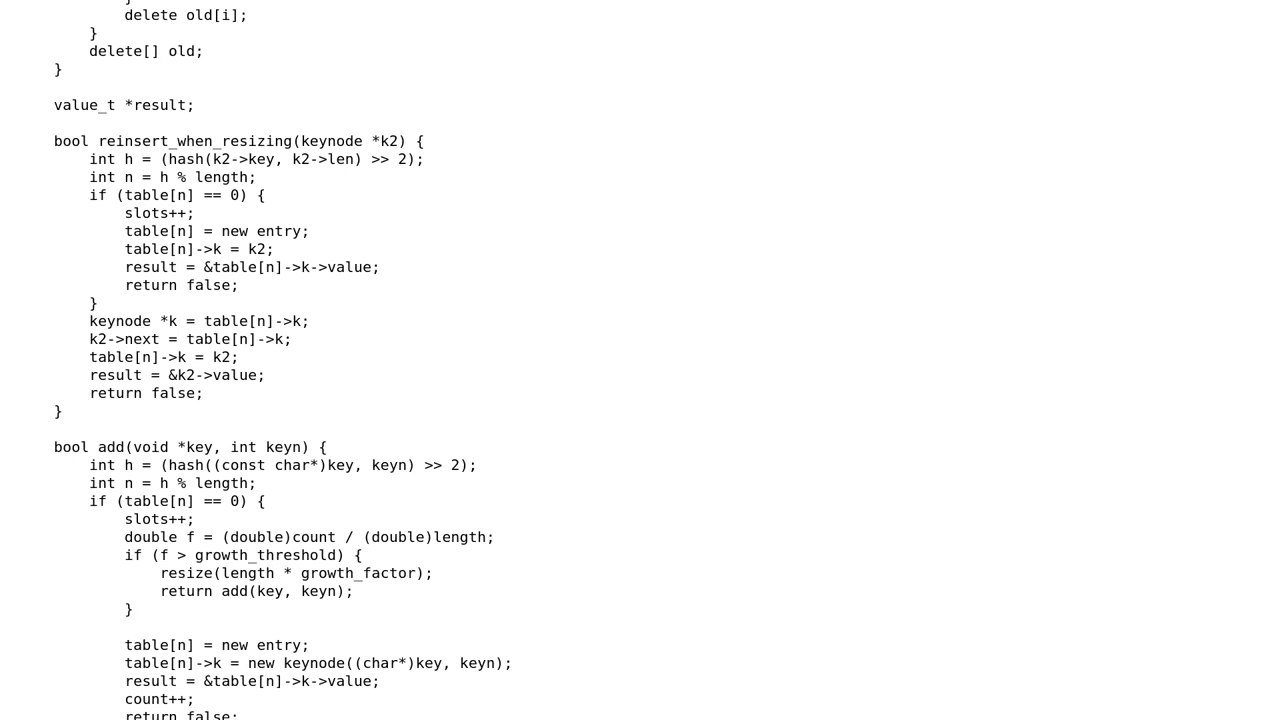 }
            delete old[i];
        }
        delete[] old;
    }

    value_t *result;

    bool reinsert_when_resizing(keynode *k2) {
        int h = (hash(k2->key, k2->len) >> 2);
        int n = h % length;
        if (table[n] == 0) {
            slots++;
            table[n] = new entry;
            table[n]->k = k2;
            result = &table[n]->k->value;
            return false;
        }
        keynode *k = table[n]->k;
        k2->next = table[n]->k;
        table[n]->k = k2;
        result = &k2->value;
        return false;
    }

    bool add(void *key, int keyn) {
        int h = (hash((const char*)key, keyn) >> 2);
        int n = h % length;
        if (table[n] == 0) {
            slots++;
            double f = (double)count / (double)length;
            if (f > growth_threshold) {
                resize(length * growth_factor);
                return add(key, keyn);
            }

            table[n] = new entry;
            table[n]->k = new keynode((char*)key, keyn);
            result = &table[n]->k->value;
            count++;
            return false;